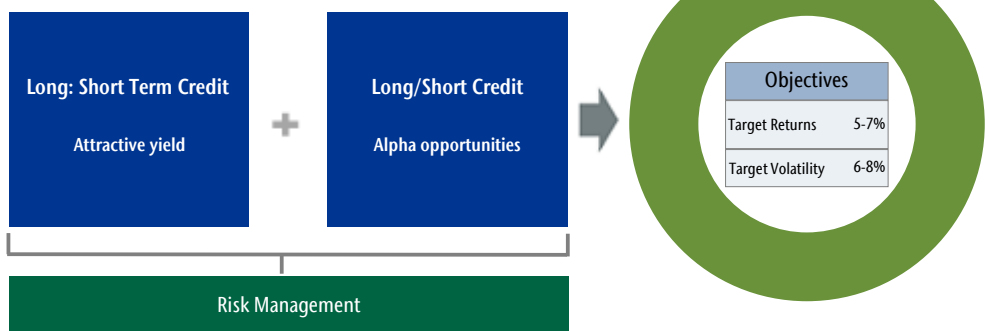 Long: Short Term Credit
Attractive yield
Long/Short Credit
Alpha opportunities
Objectives
Target Returns 5-7%
Target Volatility 6-8%
Risk Management